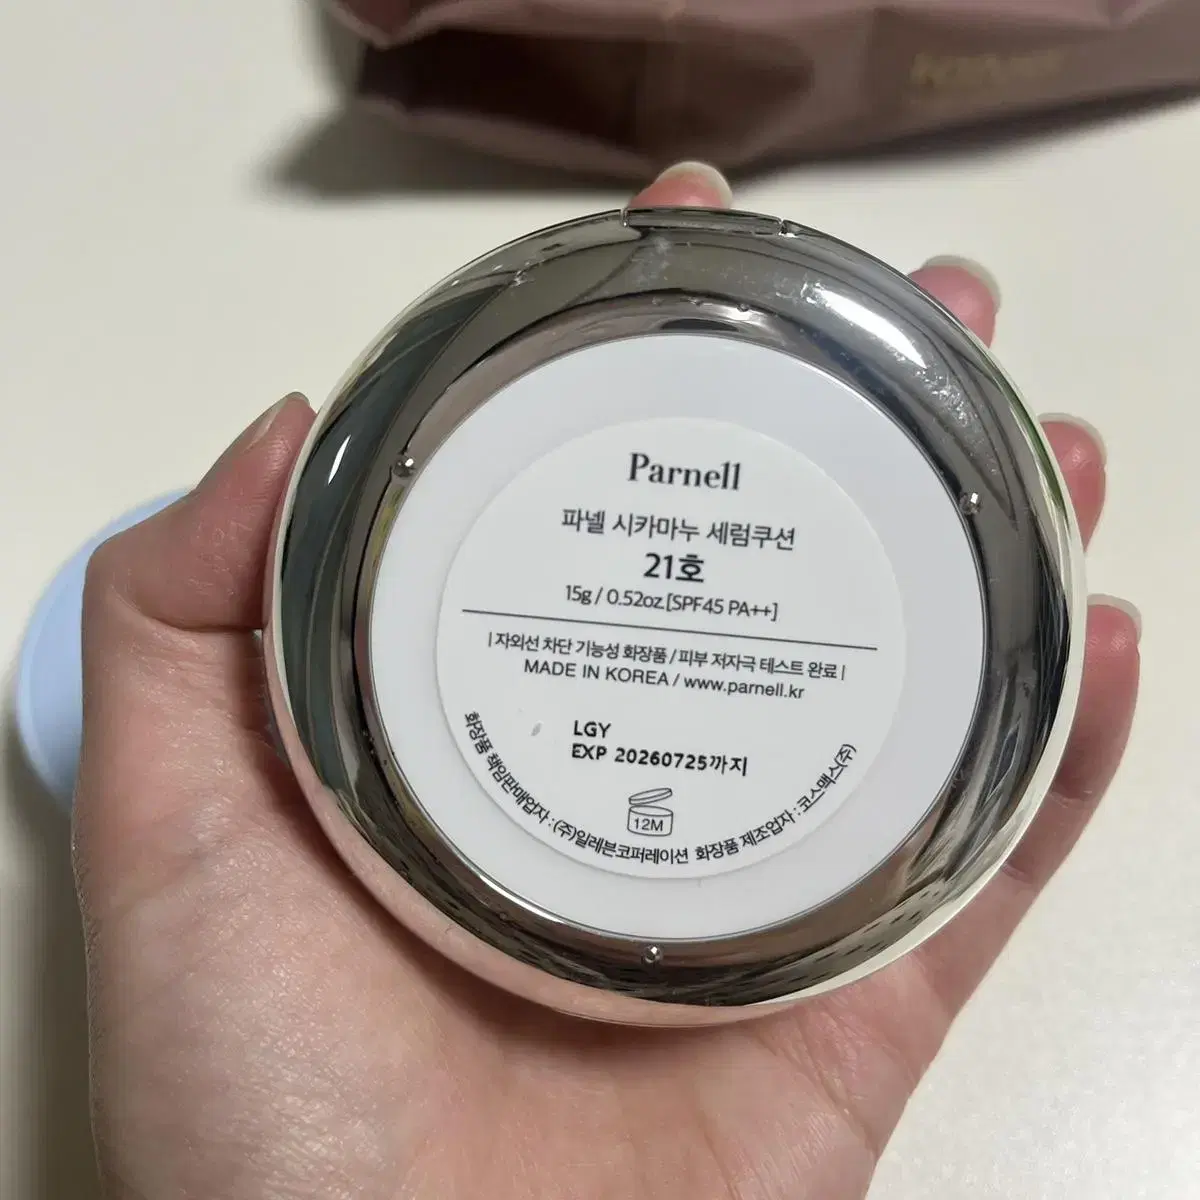 Parnell
파넬 시카마누 세럼쿠션
21호
15g / 0.52oz.[SPF45 PA++]
| 자외선 차단 기능성 화장품 / 피부 저자극 테스트 완료 |
MADE IN KOREA / www.parnell.kr
LGY
EXP 20260725까지
12M
화장품 책임판매업자 : (주)일레븐코퍼레이션 화장품 제조업자 : 코스맥스(주)